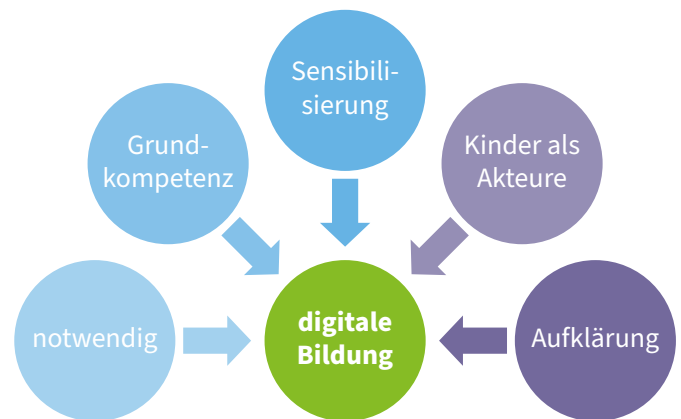 Sensibili-
sierung
Grund-
kompetenz
Kinder als
Akteure
notwendig
digitale
Bildung
Aufklärung